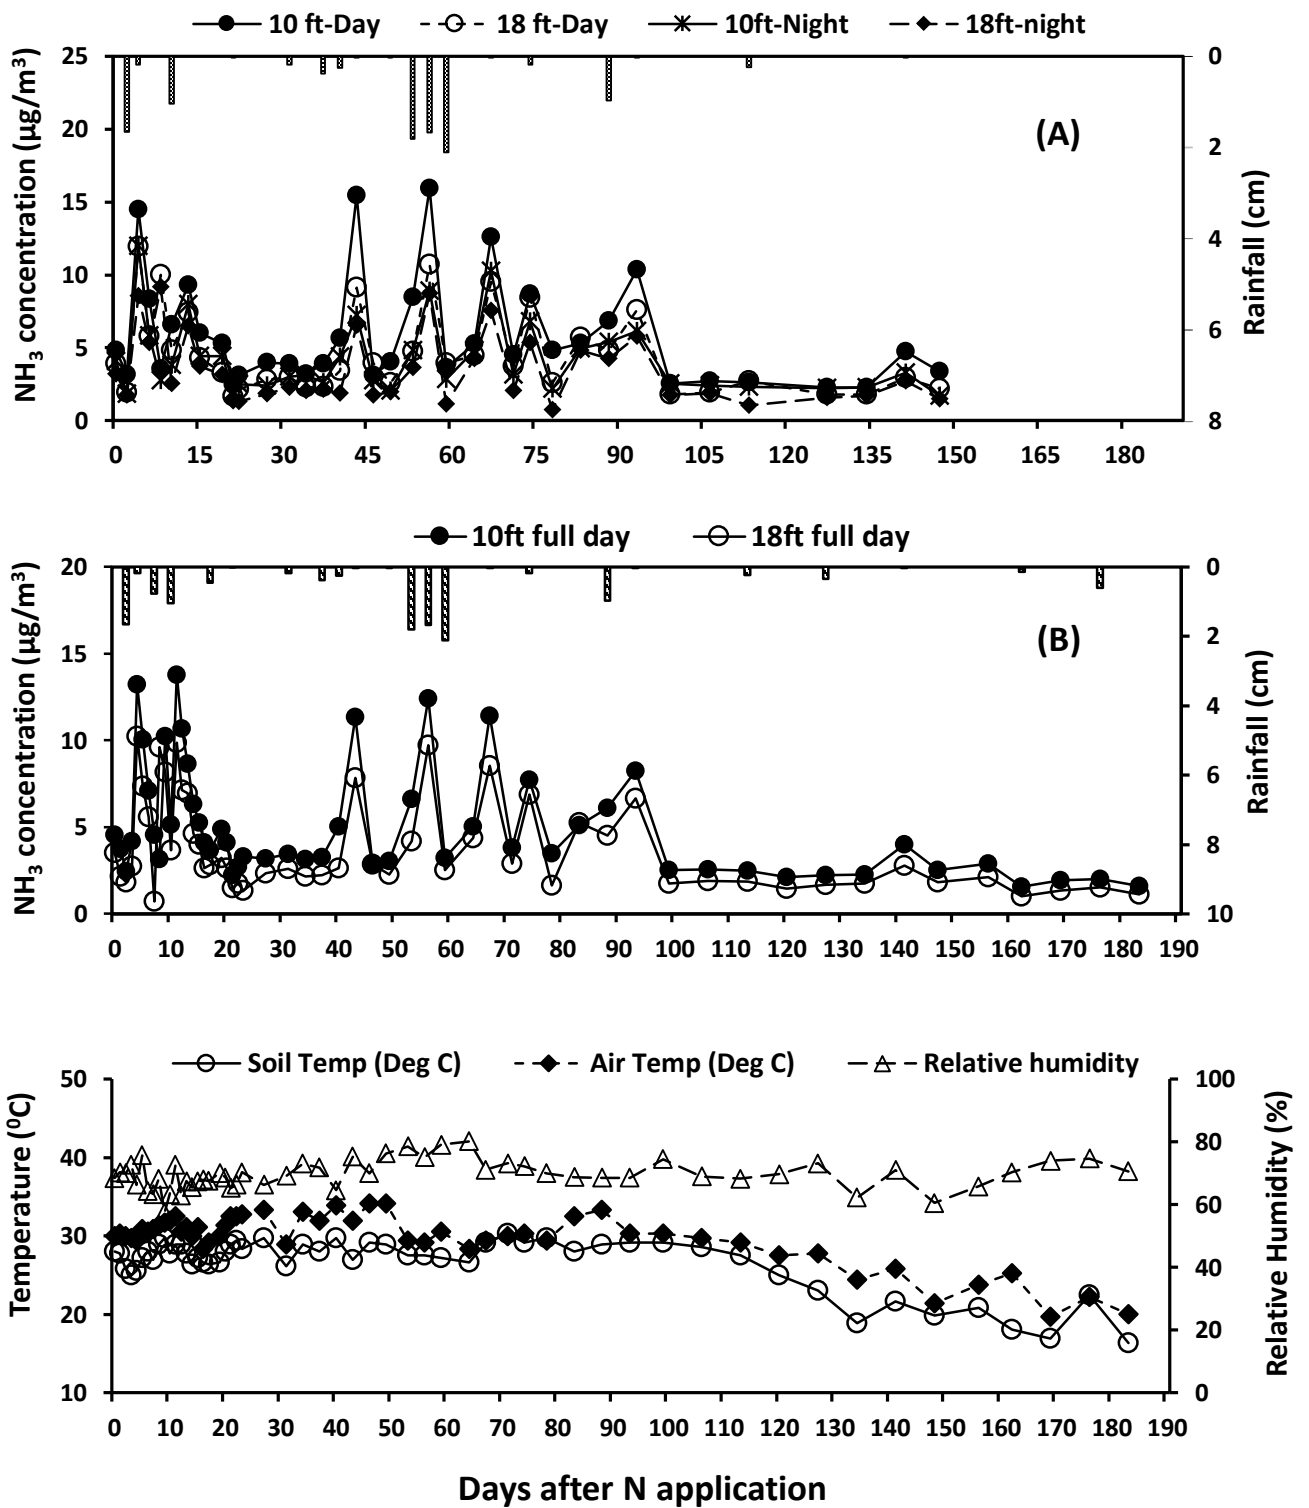 10 ft-Day 18 ft-Day 10ft-Night 18ft-night
NH3 concentration (µg/m³)
25
20
15
10
5
0
(A)
0
2
4
6
8
Rainfall (cm)
0 15 30 45 60 75 90 105 120 135 150 165 180
10ft full day 18ft full day
NH3 concentration (µg/m³)
20
15
10
5
0
(B)
0
2
4
6
8
10
Rainfall (cm)
0 10 20 30 40 50 60 70 80 90 100 110 120 130 140 150 160 170 180 190
Soil Temp (Deg C) Air Temp (Deg C) Relative humidity
Temperature (⁰C)
50
40
30
20
10
100
80
60
40
20
0
Relative Humidity (%)
0 10 20 30 40 50 60 70 80 90 100 110 120 130 140 150 160 170 180 190
Days after N application